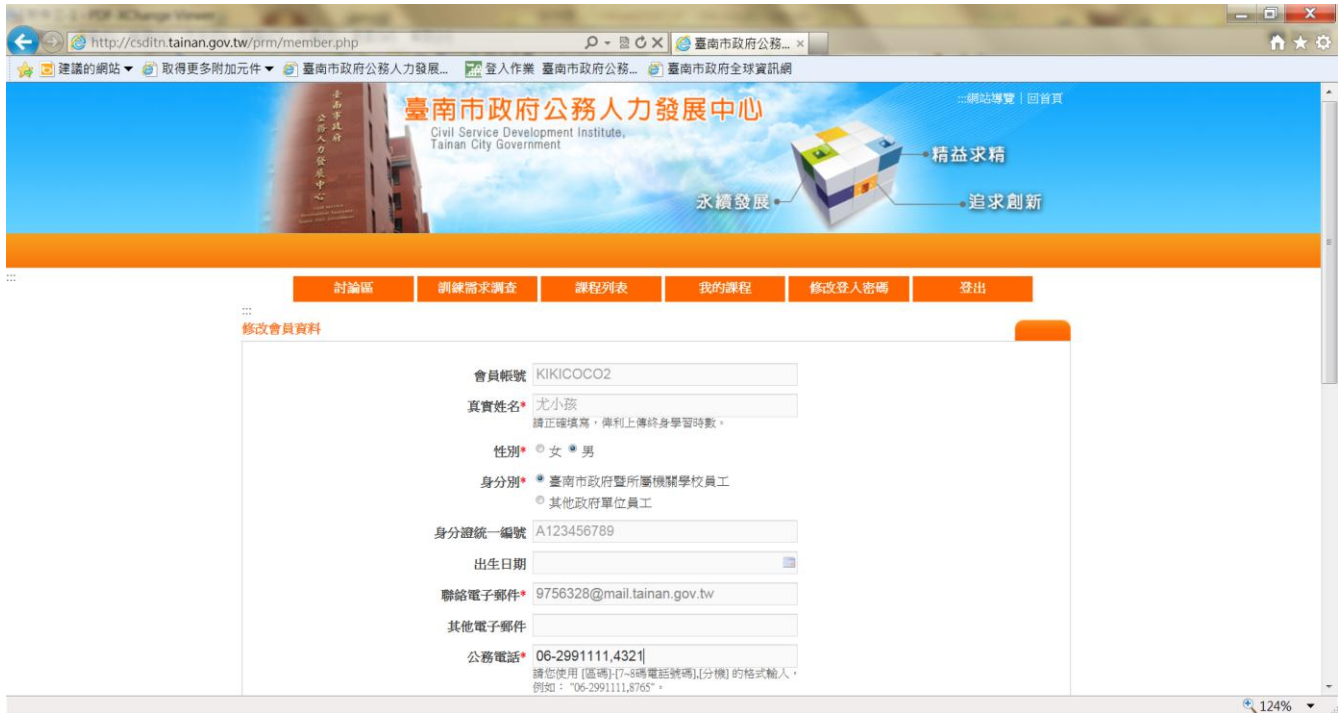 http://csditn.tainan.gov.tw/prm/member.php
臺南市政府公務...
建議的網站 取得更多附加元件 臺南市政府公務人力發展... 登入作業 臺南市政府公務... 臺南市政府全球資訊網
臺南市政府
公務人力發展中心
臺南市政府公務人力發展中心
Civil Service Development Institute,
Tainan City Government
:::網站導覽 | 回首頁
精益求精
永續發展
追求創新
:::
討論區 訓練需求調查 課程列表 我的課程 修改登入密碼 登出
:::
修改會員資料
會員帳號 KIKICOCO2
真實姓名* 尤小孩
請正確填寫，俾利上傳終身學習時數。
性別* 女 男
身分別* 臺南市政府暨所屬機關學校員工
其他政府單位員工
身分證統一編號 A123456789
出生日期
聯絡電子郵件* 9756328@mail.tainan.gov.tw
其他電子郵件
公務電話* 06-2991111,4321
請您使用 [區碼]-[7~8碼電話號碼],[分機] 的格式輸入，
例如： "06-2991111,8765"。
124%